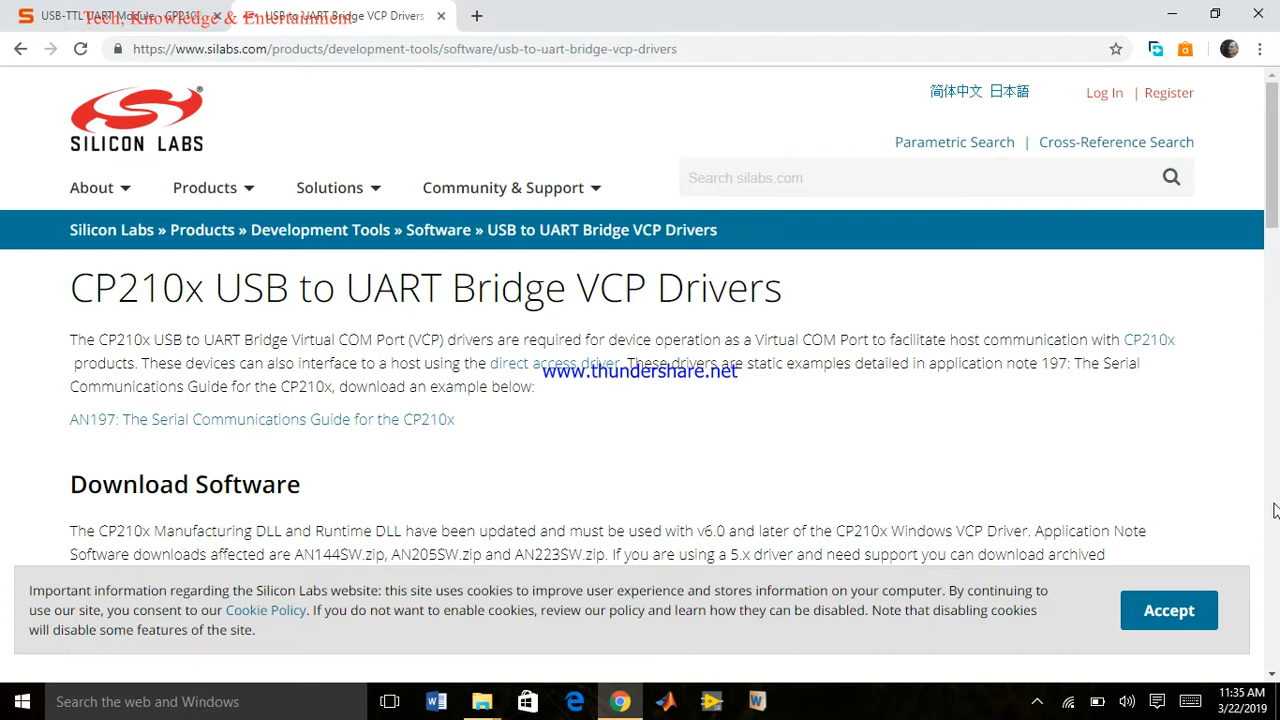 USB-TTL UART Module - CP210
USB to UART Bridge VCP Drivers
Tech, Knowledge & Entertainment
https://www.silabs.com/products/development-tools/software/usb-to-uart-bridge-vcp-drivers
SILICON LABS
简体中文 日本語
Log In | Register
Parametric Search | Cross-Reference Search
About Products Solutions Community & Support
Search silabs.com
Silicon Labs » Products » Development Tools » Software » USB to UART Bridge VCP Drivers
CP210x USB to UART Bridge VCP Drivers
The CP210x USB to UART Bridge Virtual COM Port (VCP) drivers are required for device operation as a Virtual COM Port to facilitate host communication with CP210x
products. These devices can also interface to a host using the direct access driver. These drivers are static examples detailed in application note 197: The Serial
www.thundershare.net
Communications Guide for the CP210x, download an example below:
AN197: The Serial Communications Guide for the CP210x
Download Software
The CP210x Manufacturing DLL and Runtime DLL have been updated and must be used with v6.0 and later of the CP210x Windows VCP Driver. Application Note
Software downloads affected are AN144SW.zip, AN205SW.zip and AN223SW.zip. If you are using a 5.x driver and need support you can download archived
Important information regarding the Silicon Labs website: this site uses cookies to improve user experience and stores information on your computer. By continuing to
use our site, you consent to our Cookie Policy. If you do not want to enable cookies, review our policy and learn how they can be disabled. Note that disabling cookies
will disable some features of the site.
Accept
Search the web and Windows
11:35 AM
3/22/2019